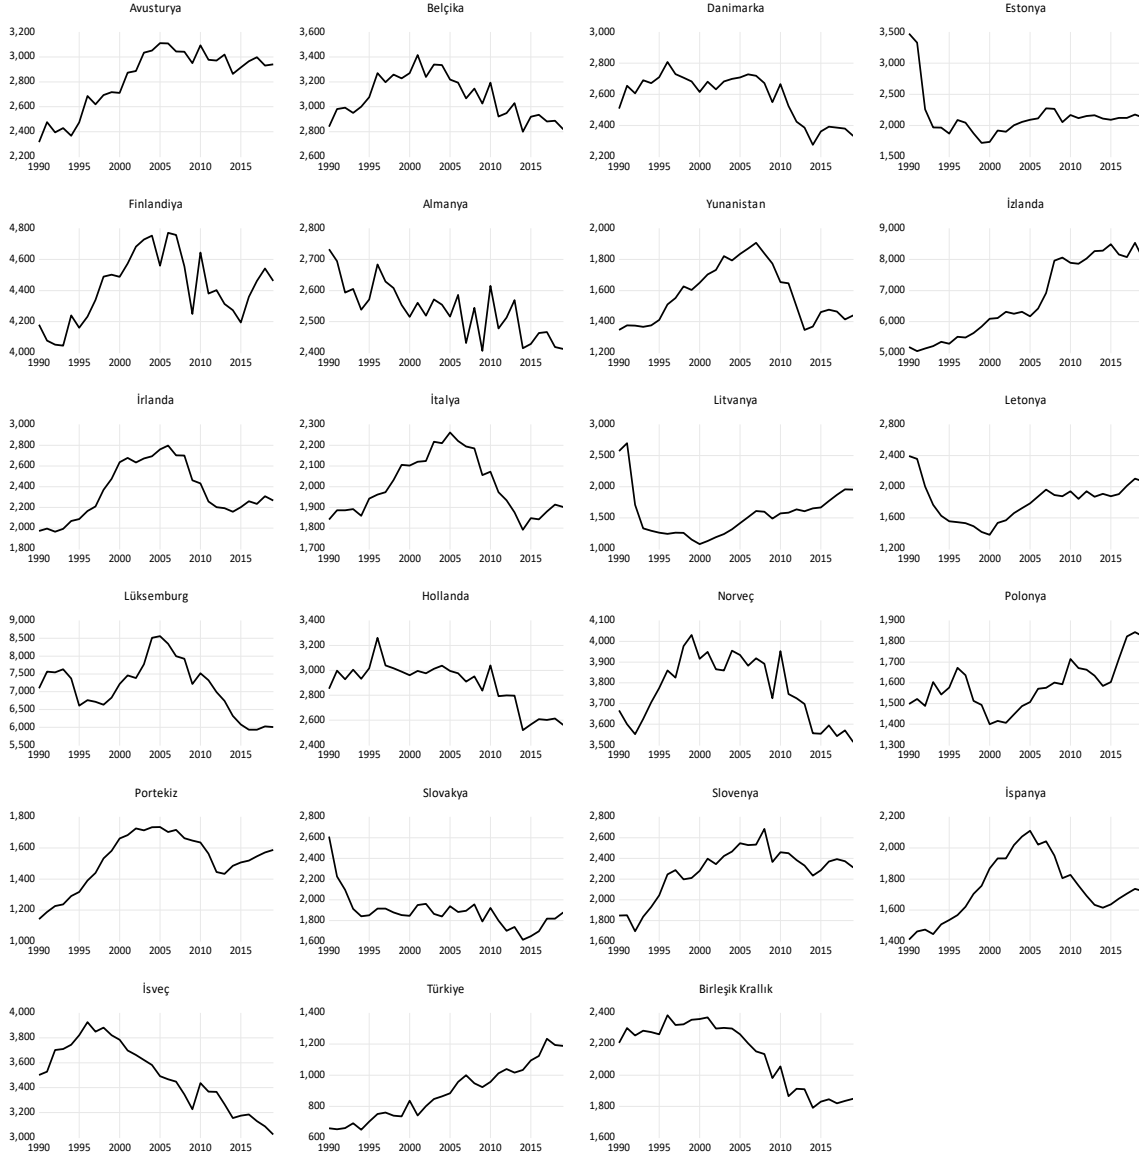 Avusturya
3,200
3,000
2,800
2,600
2,400
2,200
1990 1995 2000 2005 2010 2015
Belçika
3,600
3,400
3,200
3,000
2,800
2,600
1990 1995 2000 2005 2010 2015
Danimarka
3,000
2,800
2,600
2,400
2,200
1990 1995 2000 2005 2010 2015
Estonya
3,500
3,000
2,500
2,000
1,500
1990 1995 2000 2005 2010 2015
Finlandiya
4,800
4,600
4,400
4,200
4,000
1990 1995 2000 2005 2010 2015
Almanya
2,800
2,700
2,600
2,500
2,400
1990 1995 2000 2005 2010 2015
Yunanistan
2,000
1,800
1,600
1,400
1,200
1990 1995 2000 2005 2010 2015
İzlanda
9,000
8,000
7,000
6,000
5,000
1990 1995 2000 2005 2010 2015
İrlanda
3,000
2,800
2,600
2,400
2,200
2,000
1,800
1990 1995 2000 2005 2010 2015
İtalya
2,300
2,200
2,100
2,000
1,900
1,800
1,700
1990 1995 2000 2005 2010 2015
Litvanya
3,000
2,500
2,000
1,500
1,000
1990 1995 2000 2005 2010 2015
Letonya
2,800
2,400
2,000
1,600
1,200
1990 1995 2000 2005 2010 2015
Lüksemburg
9,000
8,500
8,000
7,500
7,000
6,500
6,000
5,500
1990 1995 2000 2005 2010 2015
Hollanda
3,400
3,200
3,000
2,800
2,600
2,400
1990 1995 2000 2005 2010 2015
Norveç
4,100
4,000
3,900
3,800
3,700
3,600
3,500
1990 1995 2000 2005 2010 2015
Polonya
1,900
1,800
1,700
1,600
1,500
1,400
1,300
1990 1995 2000 2005 2010 2015
Portekiz
1,800
1,600
1,400
1,200
1,000
1990 1995 2000 2005 2010 2015
Slovakya
2,800
2,600
2,400
2,200
2,000
1,800
1,600
1990 1995 2000 2005 2010 2015
Slovenya
2,800
2,600
2,400
2,200
2,000
1,800
1,600
1990 1995 2000 2005 2010 2015
İspanya
2,200
2,000
1,800
1,600
1,400
1990 1995 2000 2005 2010 2015
İsveç
4,000
3,800
3,600
3,400
3,200
3,000
1990 1995 2000 2005 2010 2015
Türkiye
1,400
1,200
1,000
800
600
1990 1995 2000 2005 2010 2015
Birleşik Krallık
2,400
2,200
2,000
1,800
1,600
1990 1995 2000 2005 2010 2015